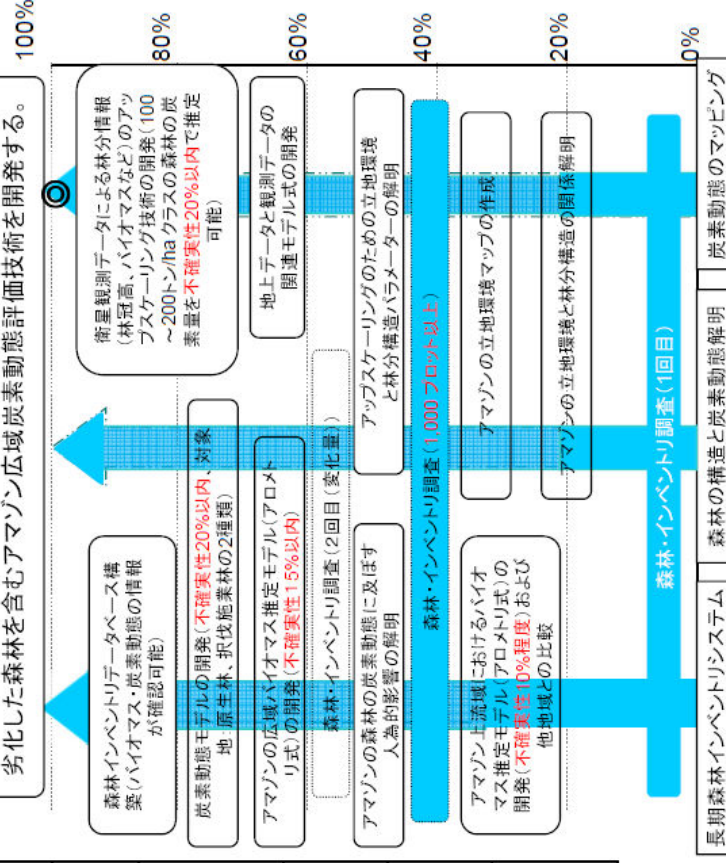 劣化した森林を含むアマゾン広域炭素動態評価技術を開発する。
100%
80%
60%
40%
20%
0%
森林インベントリデータベース構
築(バイオマス・炭素動態の情報
が確認可能)
衛星観測データによる林分情報
(林冠高、バイオマスなど)のアッ
プスケーリング技術の開発(100
~200トン/haクラスの森林の炭
素量を不確実性20%以内で推定
可能)
炭素動態モデルの開発(不確実性20%以内、対象
地:原生林、択伐施業林の2種類)
アマゾンの広域バイオマス推定モデル(アロメト
リ式)の開発(不確実性15%以内)
地上データと観測データの
関連モデル式の開発
森林・インベントリ調査(2回目(変化量))
アマゾンの森林の炭素動態に及ぼす
人為的影響の解明
アップスケーリングのための立地環境
と林分構造パラメーターの解明
森林・インベントリ調査(1,000プロット以上)
アマゾン上流域におけるバイオ
マス推定モデル(アロメトリ式)の
開発(不確実性10%程度)および
他地域との比較
アマゾンの立地環境マップの作成
アマゾンの立地環境と林分構造の関係解明
森林・インベントリ調査(1回目)
長期森林インベントリシステム
森林の構造と炭素動態解明
炭素動態のマッピング